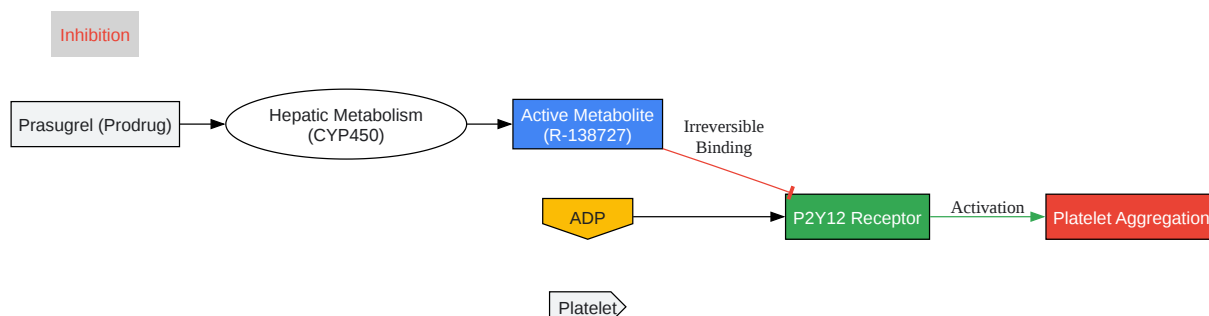 Inhibition
Prasugrel (Prodrug)
Hepatic Metabolism
(CYP450)
Active Metabolite
(R-138727)
Irreversible
Binding
ADP
P2Y12 Receptor
Activation
Platelet Aggregation
Platelet